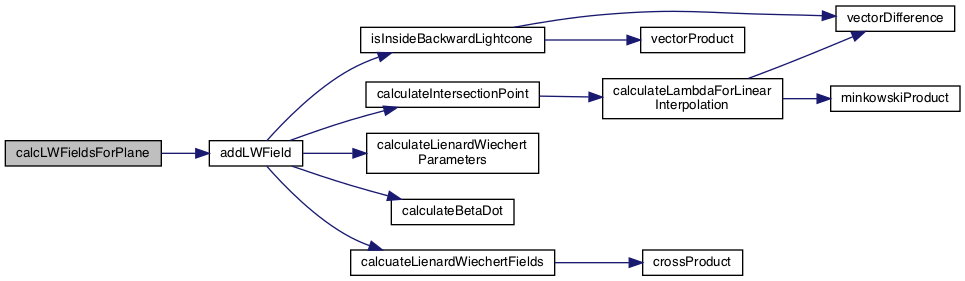 calcLWFieldsForPlane
addLWField
isInsideBackwardLightcone
calculateIntersectionPoint
calculateLienardWiechert
Parameters
calculateBetaDot
calcuateLienardWiechertFields
vectorProduct
calculateLambdaForLinear
Interpolation
crossProduct
vectorDifference
minkowskiProduct